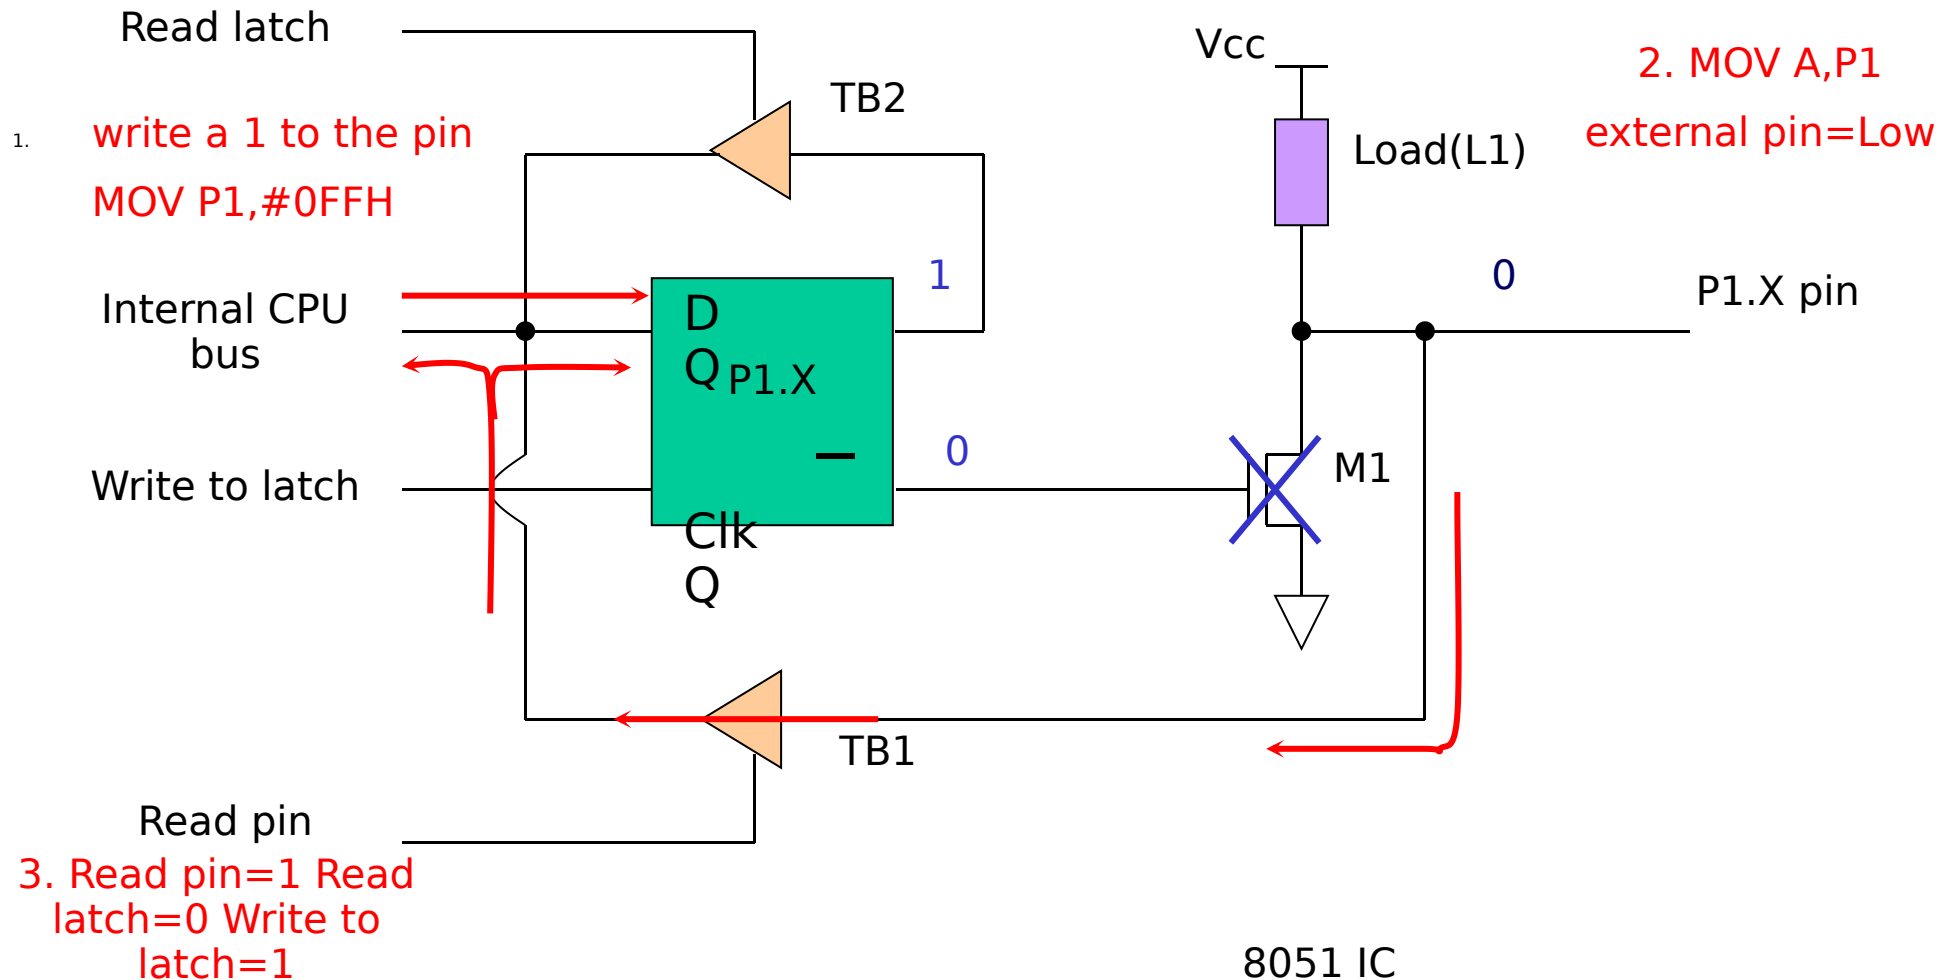 Read latch
Vcc
2. MOV A,P1
TB2
1.
write a 1 to the pin
external pin=Low
Load(L1)
MOV P1,#0FFH
Internal CPU
bus
D
Q
P1.X
1
0
P1.X pin
Write to latch
0
M1
Clk
Q
TB1
Read pin
3. Read pin=1 Read
latch=0 Write to
latch=1
8051 IC